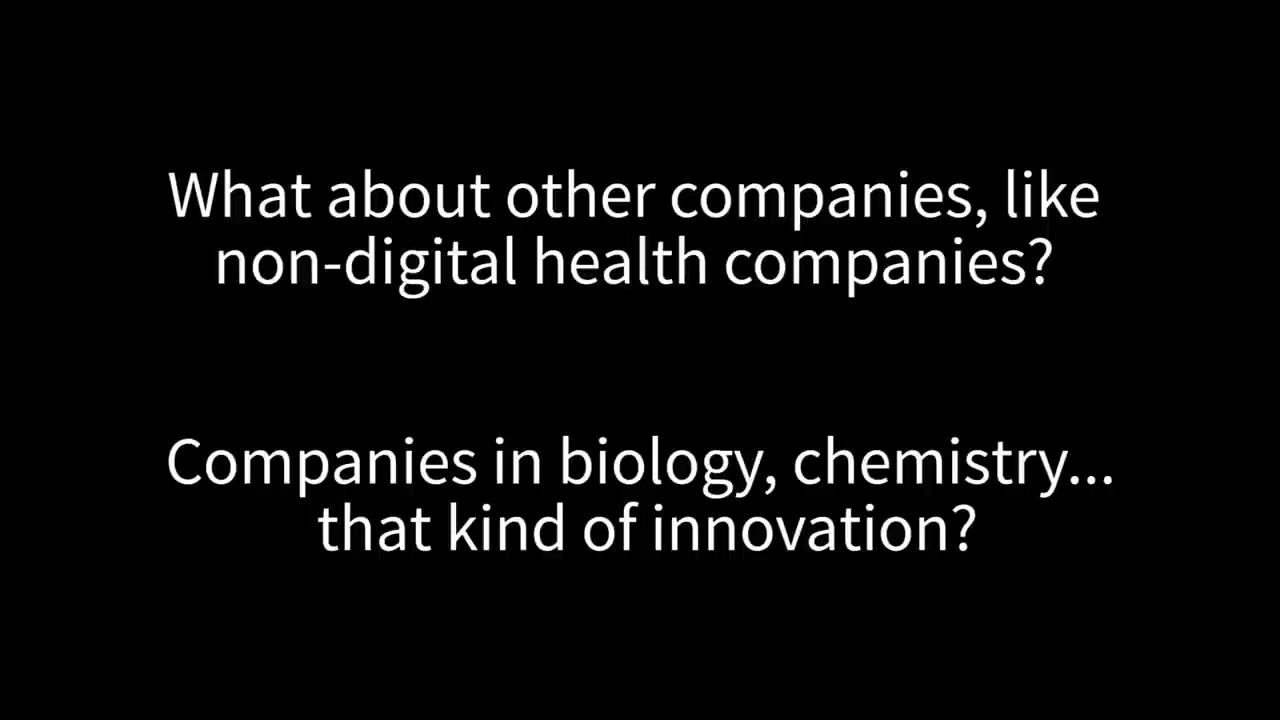 What about other companies, like
non-digital health companies?
Companies in biology, chemistry...
that kind of innovation?